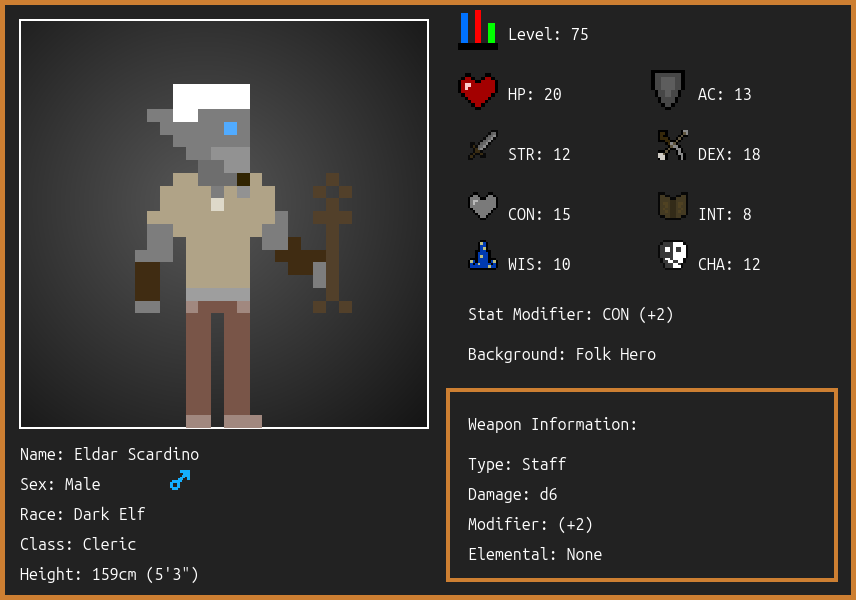 Level: 75
HP: 20
AC: 13
STR: 12
DEX: 18
CON: 15
INT: 8
WIS: 10
CHA: 12
Stat Modifier: CON (+2)
Background: Folk Hero
Weapon Information:
Type: Staff
Damage: d6
Modifier: (+2)
Elemental: None
Name: Eldar Scardino
Sex: Male
Race: Dark Elf
Class: Cleric
Height: 159cm (5'3")